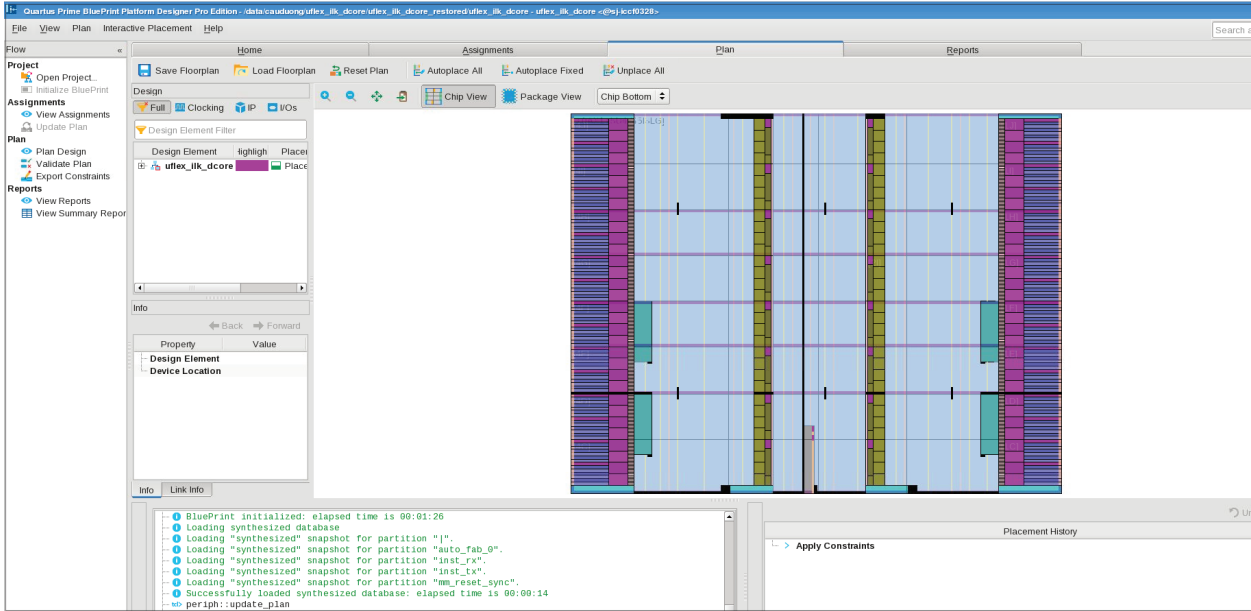 Quartus Prime BluePrint Platform Designer Pro Edition - /data/cauduong/uflex_ilk_dcore/uflex_ilk_dcore_restored/uflex_ilk_dcore - uflex_ilk_dcore <@sj-iccf0328>
File View Plan Interactive Placement Help
Search a
Flow «
Home Assignments Plan Reports
Project
Open Project...
Initialize BluePrint
Assignments
View Assignments
Update Plan
Plan
Plan Design
Validate Plan
Export Constraints
Reports
View Reports
View Summary Repor
Save Floorplan Load Floorplan Reset Plan Autoplace All Autoplace Fixed Unplace All
Design
Full Clocking IP I/Os
Chip View Package View Chip Bottom
Design Element Filter
Design Element Highligh Placer
uflex_ilk_dcore Place
Info
Back Forward
Property Value
Design Element
Device Location
Info Link Info
BluePrint initialized: elapsed time is 00:01:26
Loading synthesized database
Loading "synthesized" snapshot for partition "|".
Loading "synthesized" snapshot for partition "auto_fab_0".
Loading "synthesized" snapshot for partition "inst_rx".
Loading "synthesized" snapshot for partition "inst_tx".
Loading "synthesized" snapshot for partition "mm_reset_sync".
Successfully loaded synthesized database: elapsed time is 00:00:14
periph::update_plan
Un
Placement History
> Apply Constraints